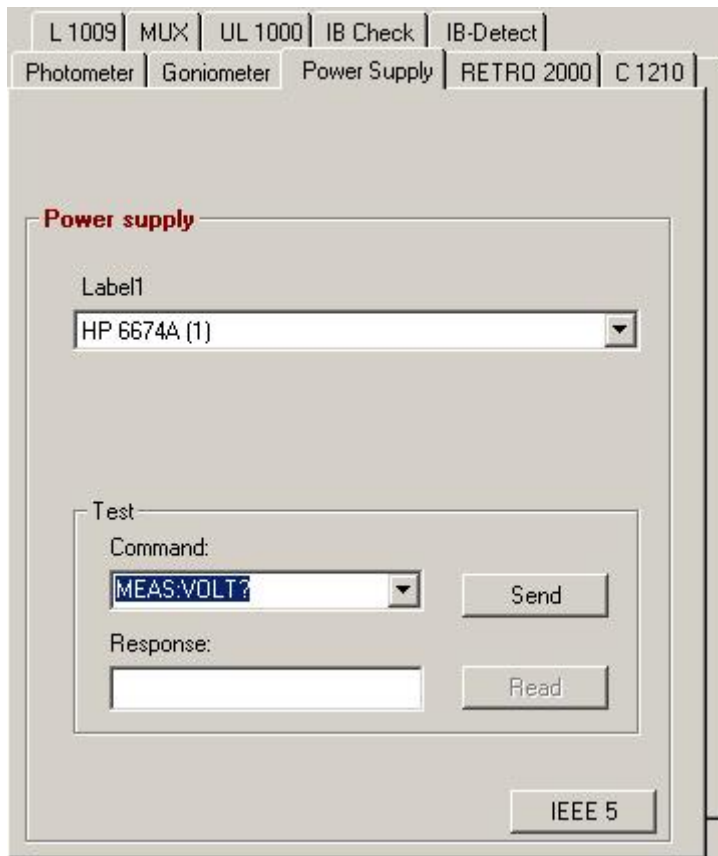 L 1009 MUX UL 1000 IB Check IB-Detect
Photometer Goniometer Power Supply RETRO 2000 C 1210
Power supply
Label1
HP 6674A (1)
Test
Command:
MEAS:VOLT?
Send
Response:
Read
IEEE 5